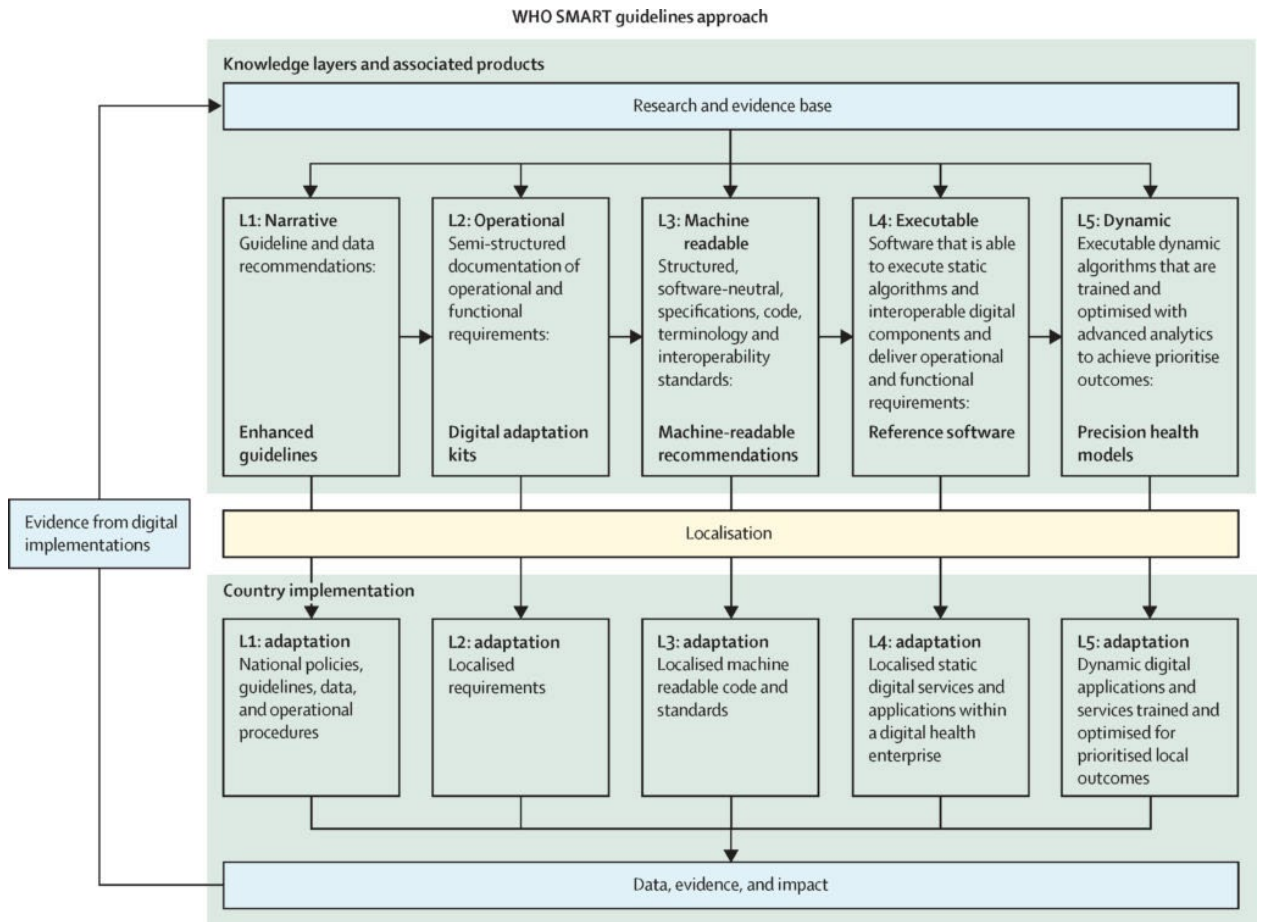 WHO SMART guidelines approach
Knowledge layers and associated products
Research and evidence base
L1: Narrative
Guideline and data
recommendations:
Enhanced
guidelines
L2: Operational
Semi-structured
documentation of
operational and
functional
requirements:
Digital adaptation
kits
L3: Machine
readable
Structured,
software-neutral,
specifications, code,
terminology and
interoperability
standards:
Machine-readable
recommendations
L4: Executable
Software that is able
to execute static
algorithms and
interoperable digital
components and
deliver operational
and functional
requirements:
Reference software
L5: Dynamic
Executable dynamic
algorithms that are
trained and
optimised with
advanced analytics
to achieve prioritise
outcomes:
Precision health
models
Evidence from digital
implementations
Localisation
Country implementation
L1: adaptation
National policies,
guidelines, data,
and operational
procedures
L2: adaptation
Localised
requirements
L3: adaptation
Localised machine
readable code and
standards
L4: adaptation
Localised static
digital services and
applications within
a digital health
enterprise
L5: adaptation
Dynamic digital
applications and
services trained and
optimised for
prioritised local
outcomes
Data, evidence, and impact